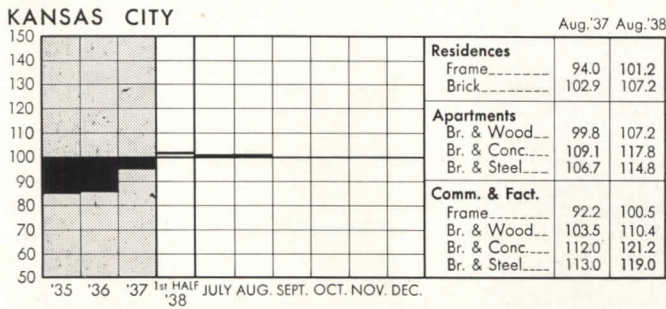 KANSAS CITY
Aug.'37 Aug.'38
150
140
130
120
110
100
90
80
70
60
50
'35 '36 '37 1st HALF '38 JULY AUG. SEPT. OCT. NOV. DEC.
Residences
Frame 94.0 101.2
Brick 102.9 107.2
Apartments
Br. & Wood 99.8 107.2
Br. & Conc. 109.1 117.8
Br. & Steel 106.7 114.8
Comm. & Fact.
Frame 92.2 100.5
Br. & Wood 103.5 110.4
Br. & Conc. 112.0 121.2
Br. & Steel 113.0 119.0